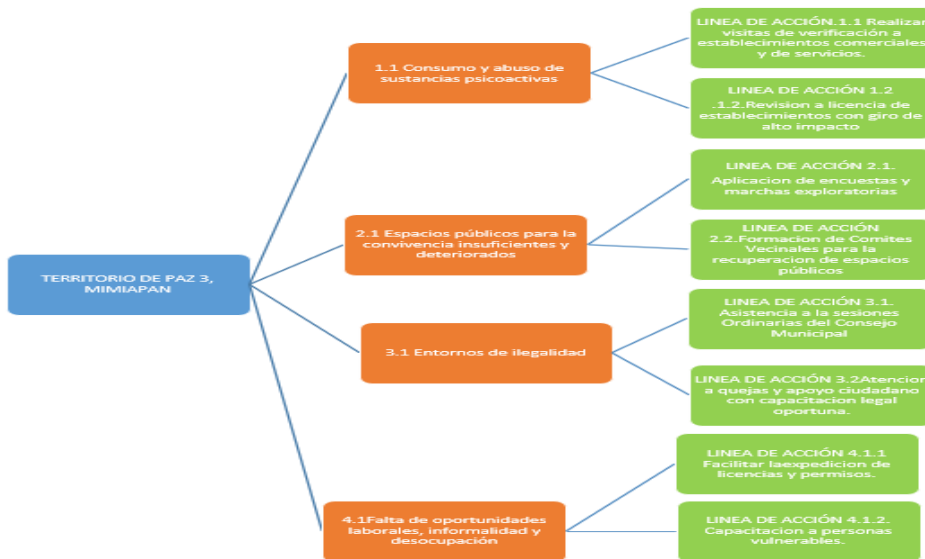 TERRITORIO DE PAZ 3,
MIMIAPAN
1.1 Consumo y abuso de
sustancias psicoactivas
LINEA DE ACCIÓN.1.1 Realizar
visitas de verificación a
establecimientos comerciales
y de servicios.
LINEA DE ACCIÓN 1.2
.1.2.Revision a licencia de
establecimientos con giro de
alto impacto
2.1 Espacios públicos para la
convivencia insuficientes y
deteriorados
LINEA DE ACCIÓN 2.1.
Aplicacion de encuestas y
marchas exploratorias
LINEA DE ACCIÓN
2.2.Formacion de Comites
Vecinales para la
recuperacion de espacios
públicos
3.1 Entornos de ilegalidad
LINEA DE ACCIÓN 3.1.
Asistencia a la sesiones
Ordinarias del Consejo
Municipal
LINEA DE ACCIÓN 3.2Atencion
a quejas y apoyo ciudadano
con capacitacion legal
oportuna.
4.1Falta de oportunidades
laborales, informalidad y
desocupación
LINEA DE ACCIÓN 4.1.1
Facilitar laexpedicion de
licencias y permisos.
LINEA DE ACCIÓN 4.1.2.
Capacitacion a personas
vulnerables.